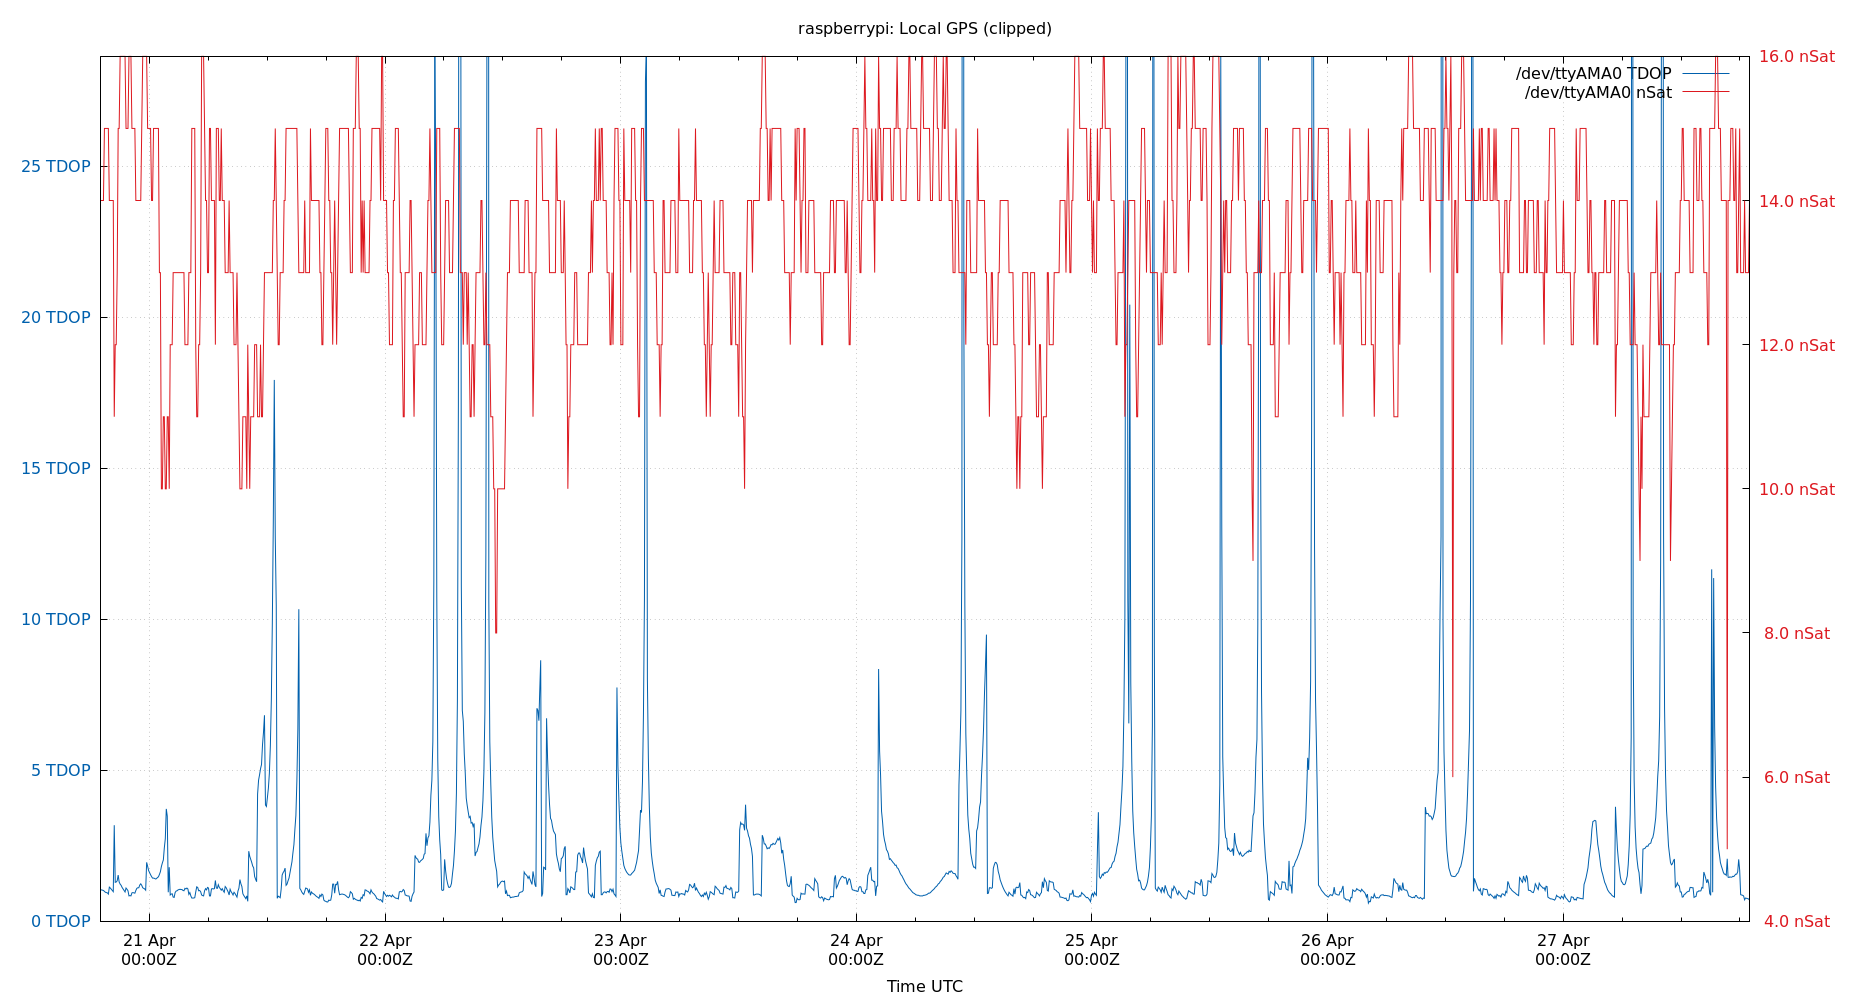 raspberrypi: Local GPS (clipped)
16.0 nSat
/dev/ttyAMA0 TDOP
/dev/ttyAMA0 nSat
25 TDOP
14.0 nSat
20 TDOP
12.0 nSat
15 TDOP
10.0 nSat
10 TDOP
8.0 nSat
5 TDOP
6.0 nSat
0 TDOP
4.0 nSat
21 Apr
00:00Z
22 Apr
00:00Z
23 Apr
00:00Z
24 Apr
00:00Z
25 Apr
00:00Z
26 Apr
00:00Z
27 Apr
00:00Z
Time UTC